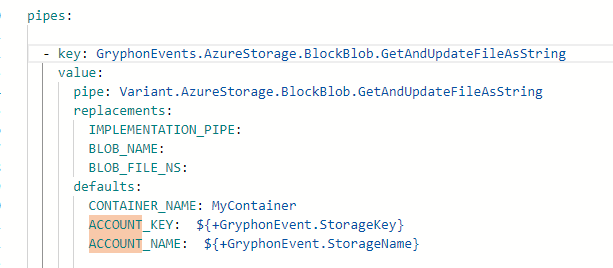 pipes:
- key: GryphonEvents.AzureStorage.BlockBlob.GetAndUpdateFileAsString
value:
pipe: Variant.AzureStorage.BlockBlob.GetAndUpdateFileAsString
replacements:
IMPLEMENTATION_PIPE:
BLOB_NAME:
BLOB_FILE_NS:
defaults:
CONTAINER_NAME: MyContainer
ACCOUNT_KEY:  ${+GryphonEvent.StorageKey}
ACCOUNT_NAME:  ${+GryphonEvent.StorageName}